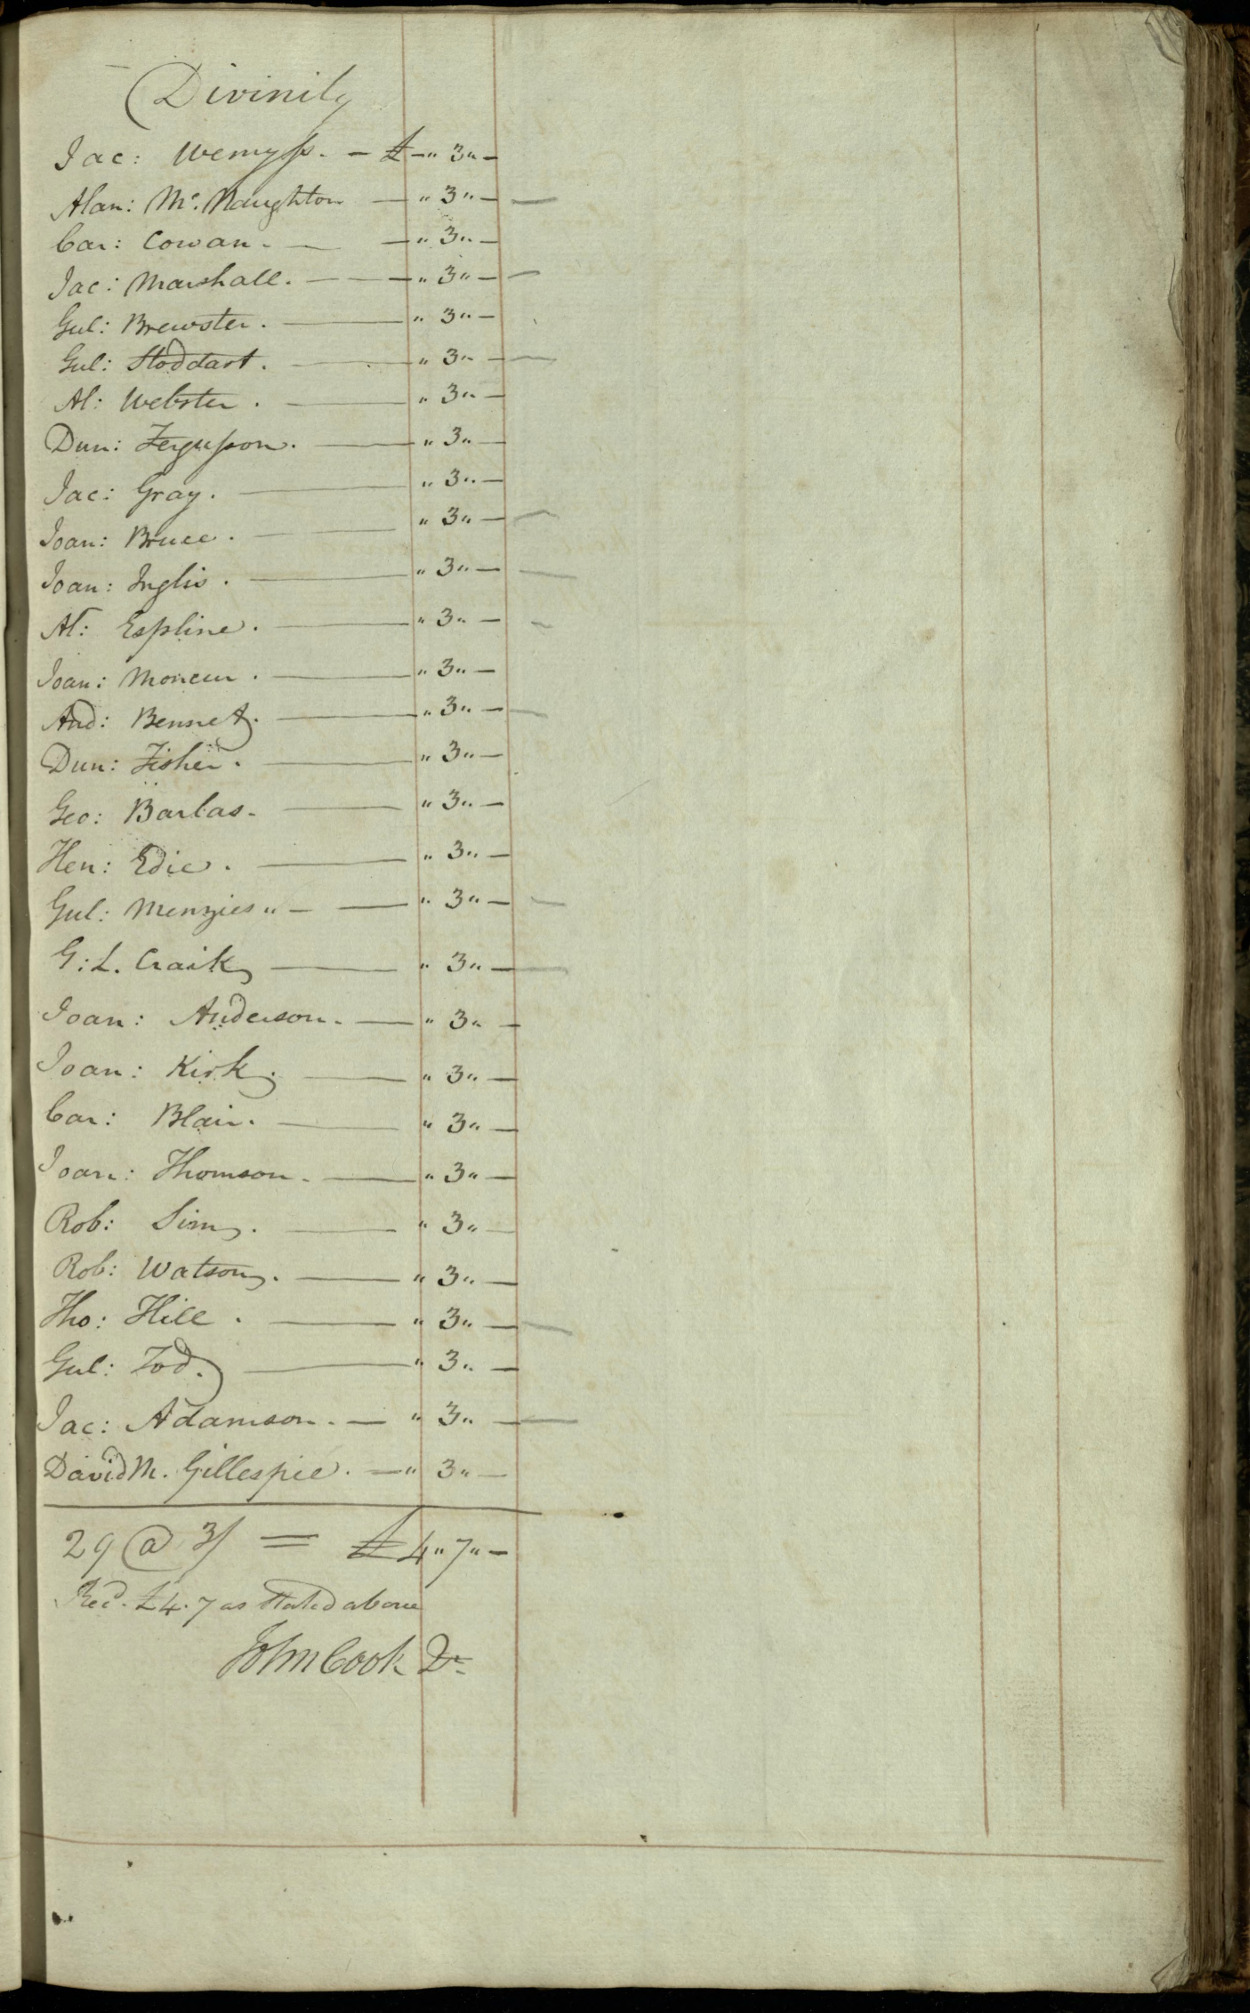 Divinity
Jac: Wemyss. — £ — " 3 " —
Alan: Mc. Naughton — " 3 " —
Car: Cowan. — — " 3 " —
Jac: Marshall. — — " 3 " —
Gul: Brewster. — " 3 " —
Gul: Stoddart. — " 3 " —
Al: Webster. — " 3 " —
Dun: Fergusson. — " 3 " —
Jac: Gray. — " 3 " —
Joan: Bruce. — " 3 " —
Joan: Inglis. — " 3 " —
Al: Espline. — " 3 " —
Joan: Moncur. — " 3 " —
And: Bennet. — " 3 " —
Dun: Fisher. — " 3 " —
Geo: Barlas. — " 3 " —
Hen: Edie. — " 3 " —
Gul: Menzies " — — " 3 " —
G: L. Craik — " 3 " —
Joan: Anderson. — " 3 " —
Joan: Kirk. — " 3 " —
Car: Blair. — " 3 " —
Joan: Thomson. — " 3 " —
Rob: Sim. — " 3 " —
Rob: Watson. — " 3 " —
Tho: Hill. — " 3 " —
Gul: Tod. — " 3 " —
Jac: Adamson. — " 3 " —
David M. Gillespie. — " 3 " —
29 @ 3/ = £ 4 " 7 " —
Recd. £4. 7 as stated above
John Cook Dr.